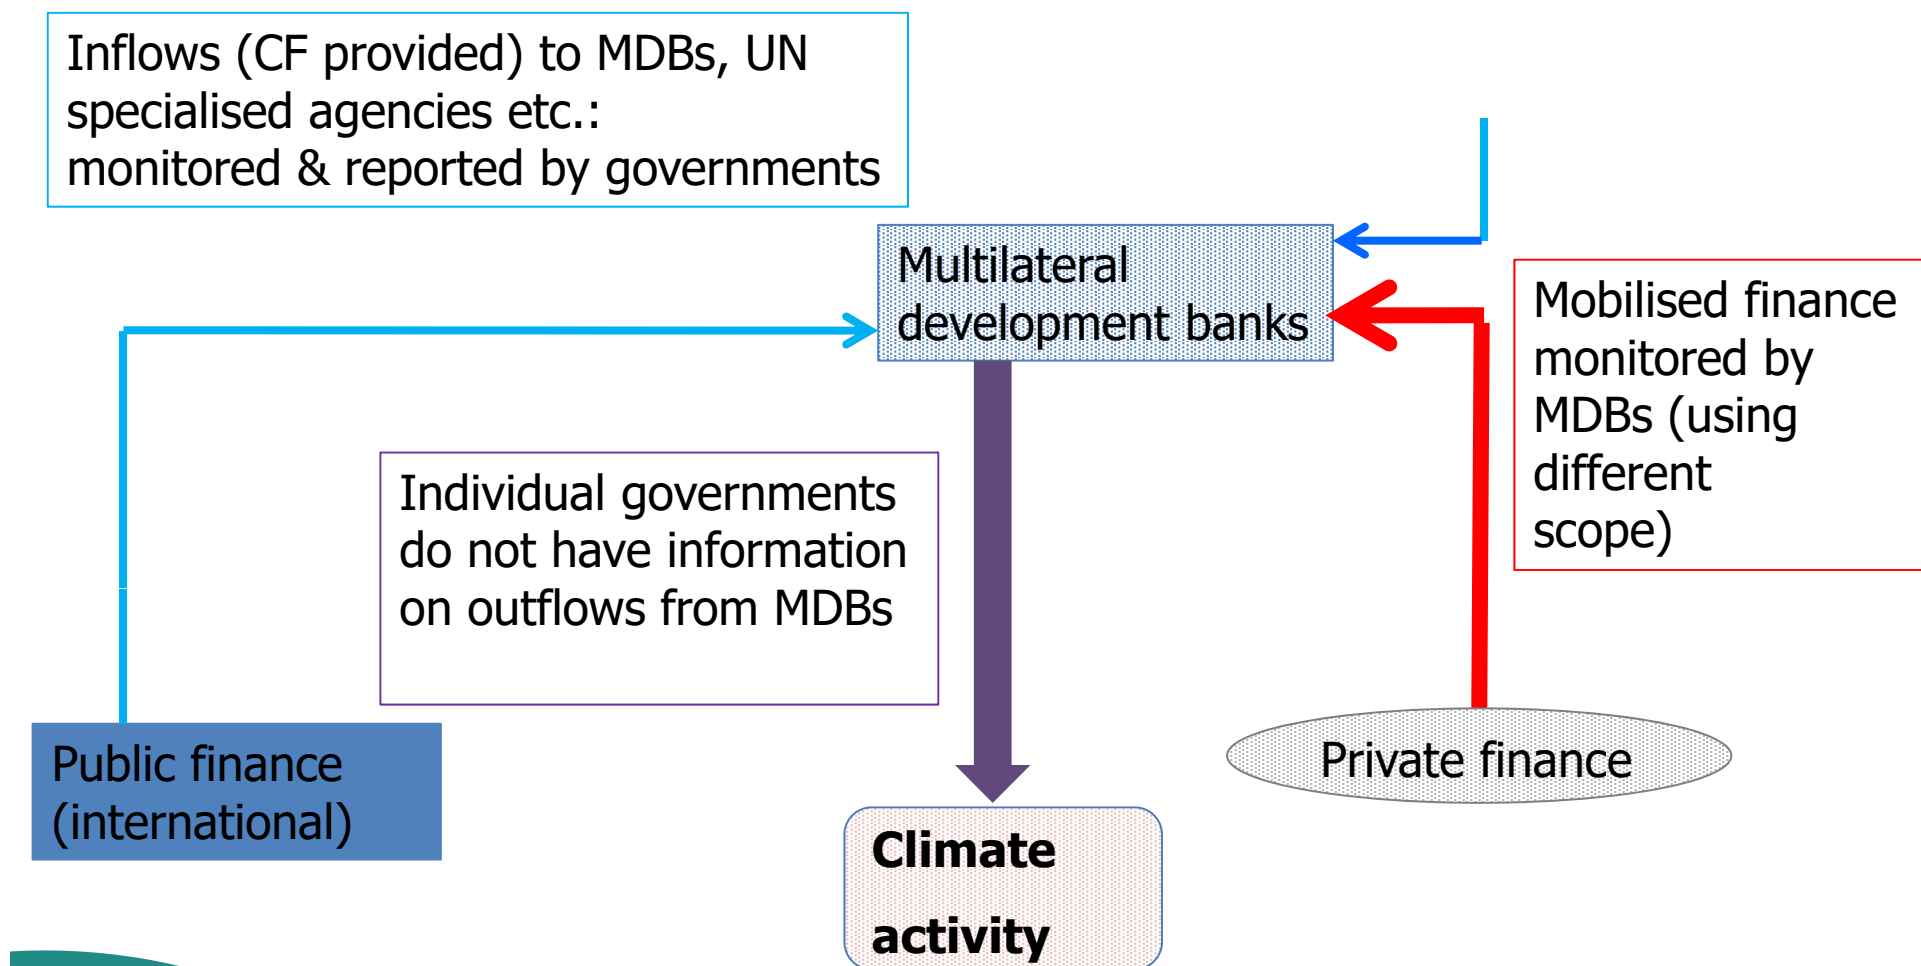 Inflows (CF provided) to MDBs, UN
specialised agencies etc.:
monitored & reported by governments
Multilateral
development banks
Mobilised finance
monitored by
MDBs (using
different
scope)
Individual governments
do not have information
on outflows from MDBs
Public finance
(international)
Private finance
Climate
activity